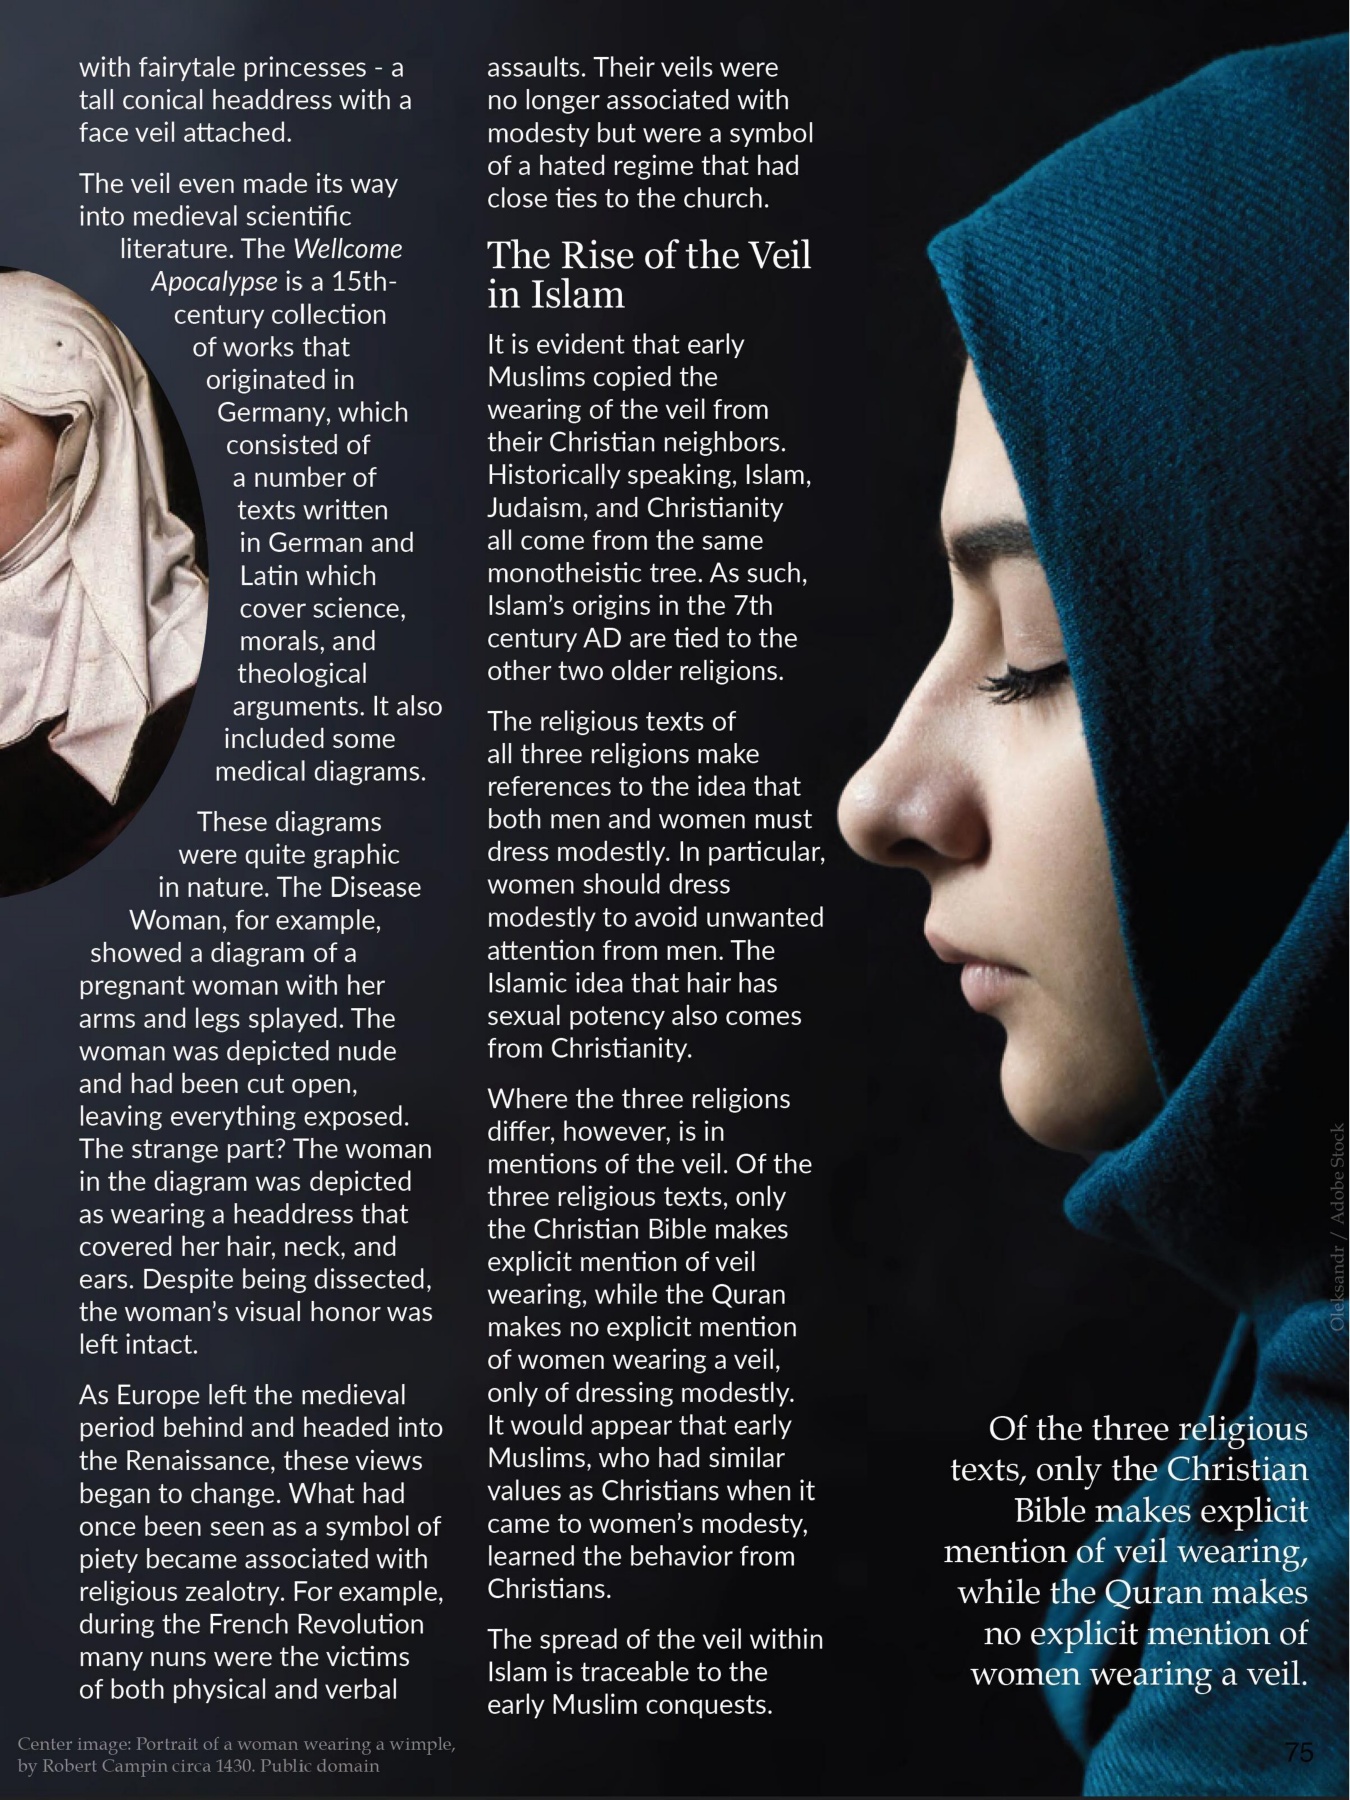 with fairytale princesses - a
tall conical headdress with a
face veil attached.
The veil even made its way
into medieval scientific
literature. The Wellcome
Apocalypse is a 15th-
century collection
of works that
originated in
Germany, which
consisted of
a number of
texts written
in German and
Latin which
cover science,
morals, and
theological
arguments. It also
included some
medical diagrams.
These diagrams
were quite graphic
in nature. The Disease
Woman, for example,
showed a diagram of a
pregnant woman with her
arms and legs splayed. The
woman was depicted nude
and had been cut open,
leaving everything exposed.
The strange part? The woman
in the diagram was depicted
as wearing a headdress that
covered her hair, neck, and
ears. Despite being dissected,
the woman's visual honor was
left intact.
As Europe left the medieval
period behind and headed into
the Renaissance, these views
began to change. What had
once been seen as a symbol of
piety became associated with
religious zealotry. For example,
during the French Revolution
many nuns were the victims
of both physical and verbal
assaults. Their veils were
no longer associated with
modesty but were a symbol
of a hated regime that had
close ties to the church.
The Rise of the Veil
in Islam
It is evident that early
Muslims copied the
wearing of the veil from
their Christian neighbors.
Historically speaking, Islam,
Judaism, and Christianity
all come from the same
monotheistic tree. As such,
Islam's origins in the 7th
century AD are tied to the
other two older religions.
The religious texts of
all three religions make
references to the idea that
both men and women must
dress modestly. In particular,
women should dress
modestly to avoid unwanted
attention from men. The
Islamic idea that hair has
sexual potency also comes
from Christianity.
Where the three religions
differ, however, is in
mentions of the veil. Of the
three religious texts, only
the Christian Bible makes
explicit mention of veil
wearing, while the Quran
makes no explicit mention
of women wearing a veil,
only of dressing modestly.
It would appear that early
Muslims, who had similar
values as Christians when it
came to women's modesty,
learned the behavior from
Christians.
The spread of the veil within
Islam is traceable to the
early Muslim conquests.
Of the three religious
texts, only the Christian
Bible makes explicit
mention of veil wearing,
while the Quran makes
no explicit mention of
women wearing a veil.
Oleksandr / Adobe Stock
Center image: Portrait of a woman wearing a wimple,
by Robert Campin circa 1430. Public domain
75